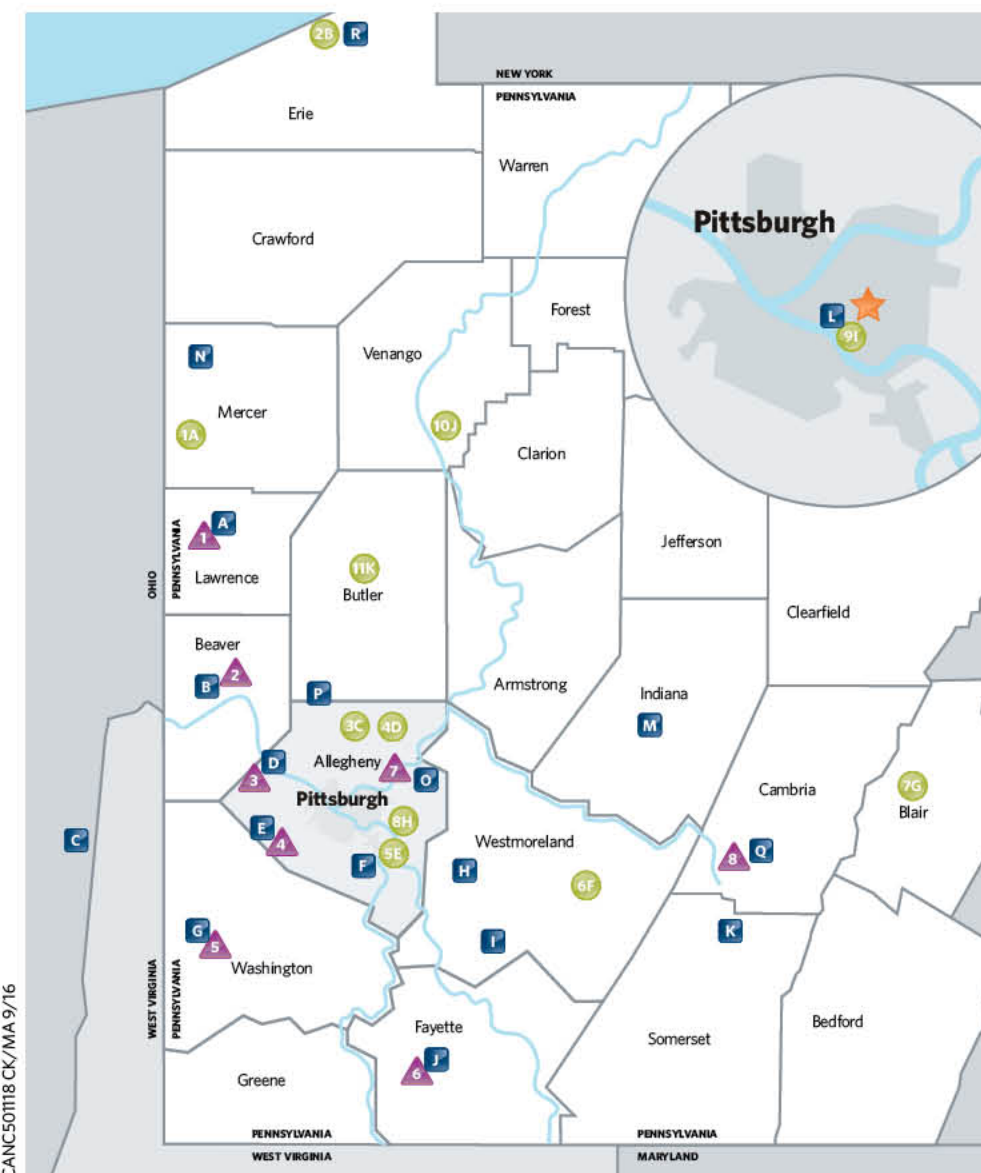 2B R
NEW YORK
PENNSYLVANIA
Erie
Warren
Pittsburgh
Crawford
Forest
L
9I
N
Venango
Mercer
1A
10J
Clarion
A
1
OHIO
PENNSYLVANIA
Lawrence
Jefferson
11K
Butler
Clearfield
Beaver
2
B
P
Armstrong
Indiana
M
3C 4D
Allegheny
7
D
3
O
Pittsburgh
Cambria
7G
Blair
C
E
4
8H
5E
F
Westmoreland
H
6F
8
Q
G
5
Washington
I
K
WEST VIRGINIA
PENNSYLVANIA
Fayette
6
J
Somerset
Bedford
Greene
PENNSYLVANIA
WEST VIRGINIA
PENNSYLVANIA
MARYLAND
CANC501118 CK/MA 9/16